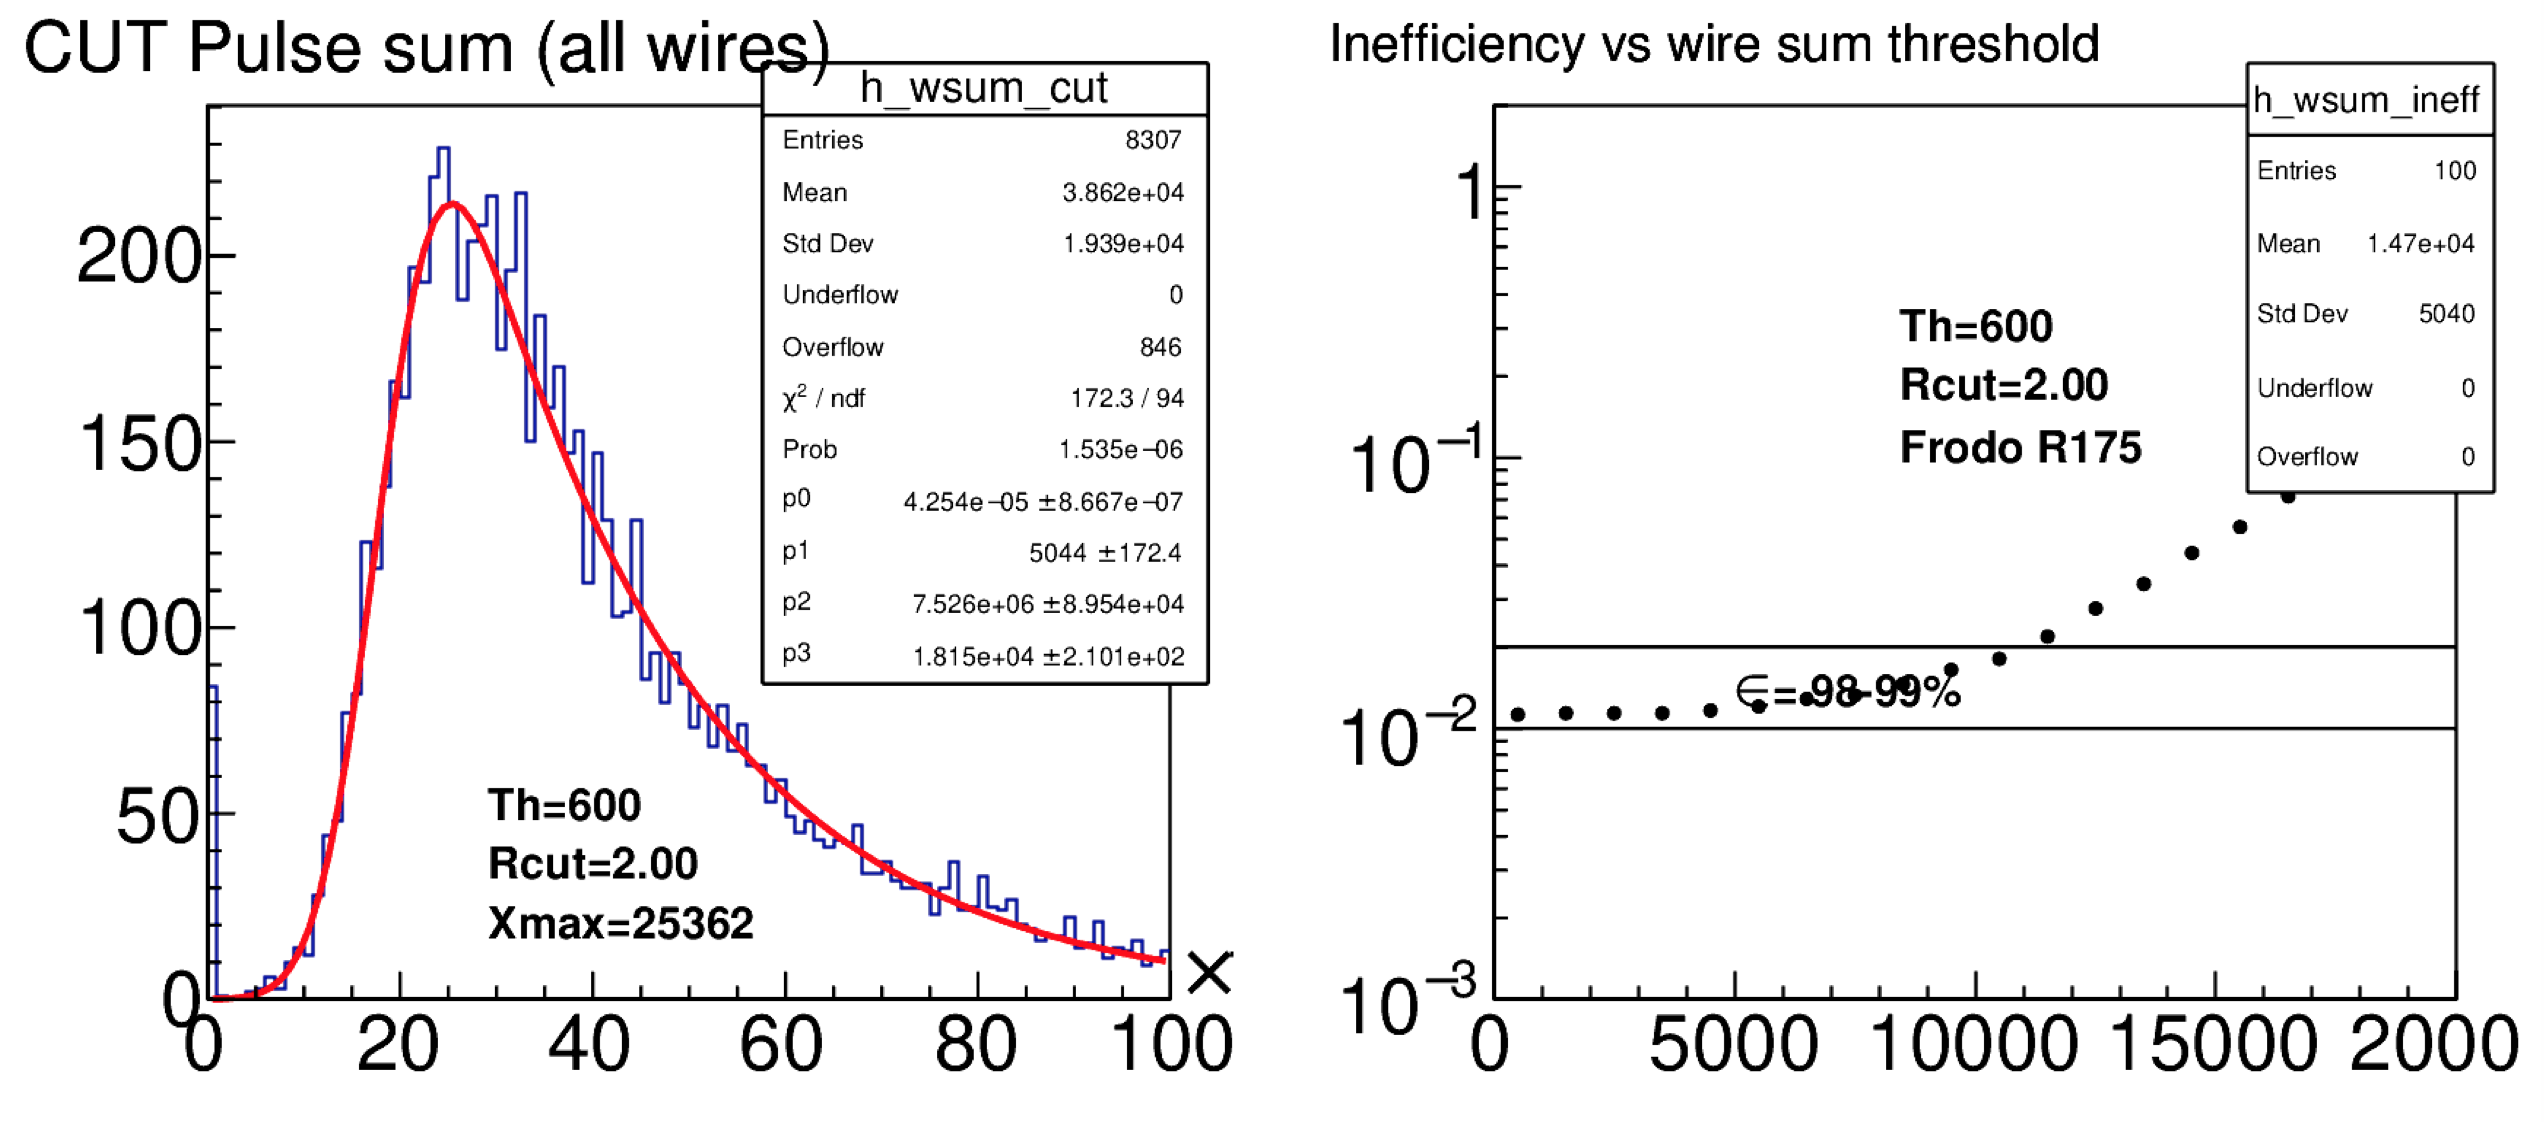 CUT Pulse sum (all wires)
h_wsum_cut
Entries 8307
Mean 3.862e+04
Std Dev 1.939e+04
Underflow 0
Overflow 846
χ² / ndf 172.3 / 94
Prob 1.535e−06
p0 4.254e−05 ±8.667e−07
p1 5044 ±172.4
p2 7.526e+06 ±8.954e+04
p3 1.815e+04 ±2.101e+02
200
150
100
50
0
Th=600
Rcut=2.00
Xmax=25362
0 20 40 60 80 100
×
Inefficiency vs wire sum threshold
h_wsum_ineff
Entries 100
Mean 1.47e+04
Std Dev 5040
Underflow 0
Overflow 0
1
10⁻¹
10⁻²
10⁻³
Th=600
Rcut=2.00
Frodo R175
∈=98-99%
0 5000 10000 15000 2000